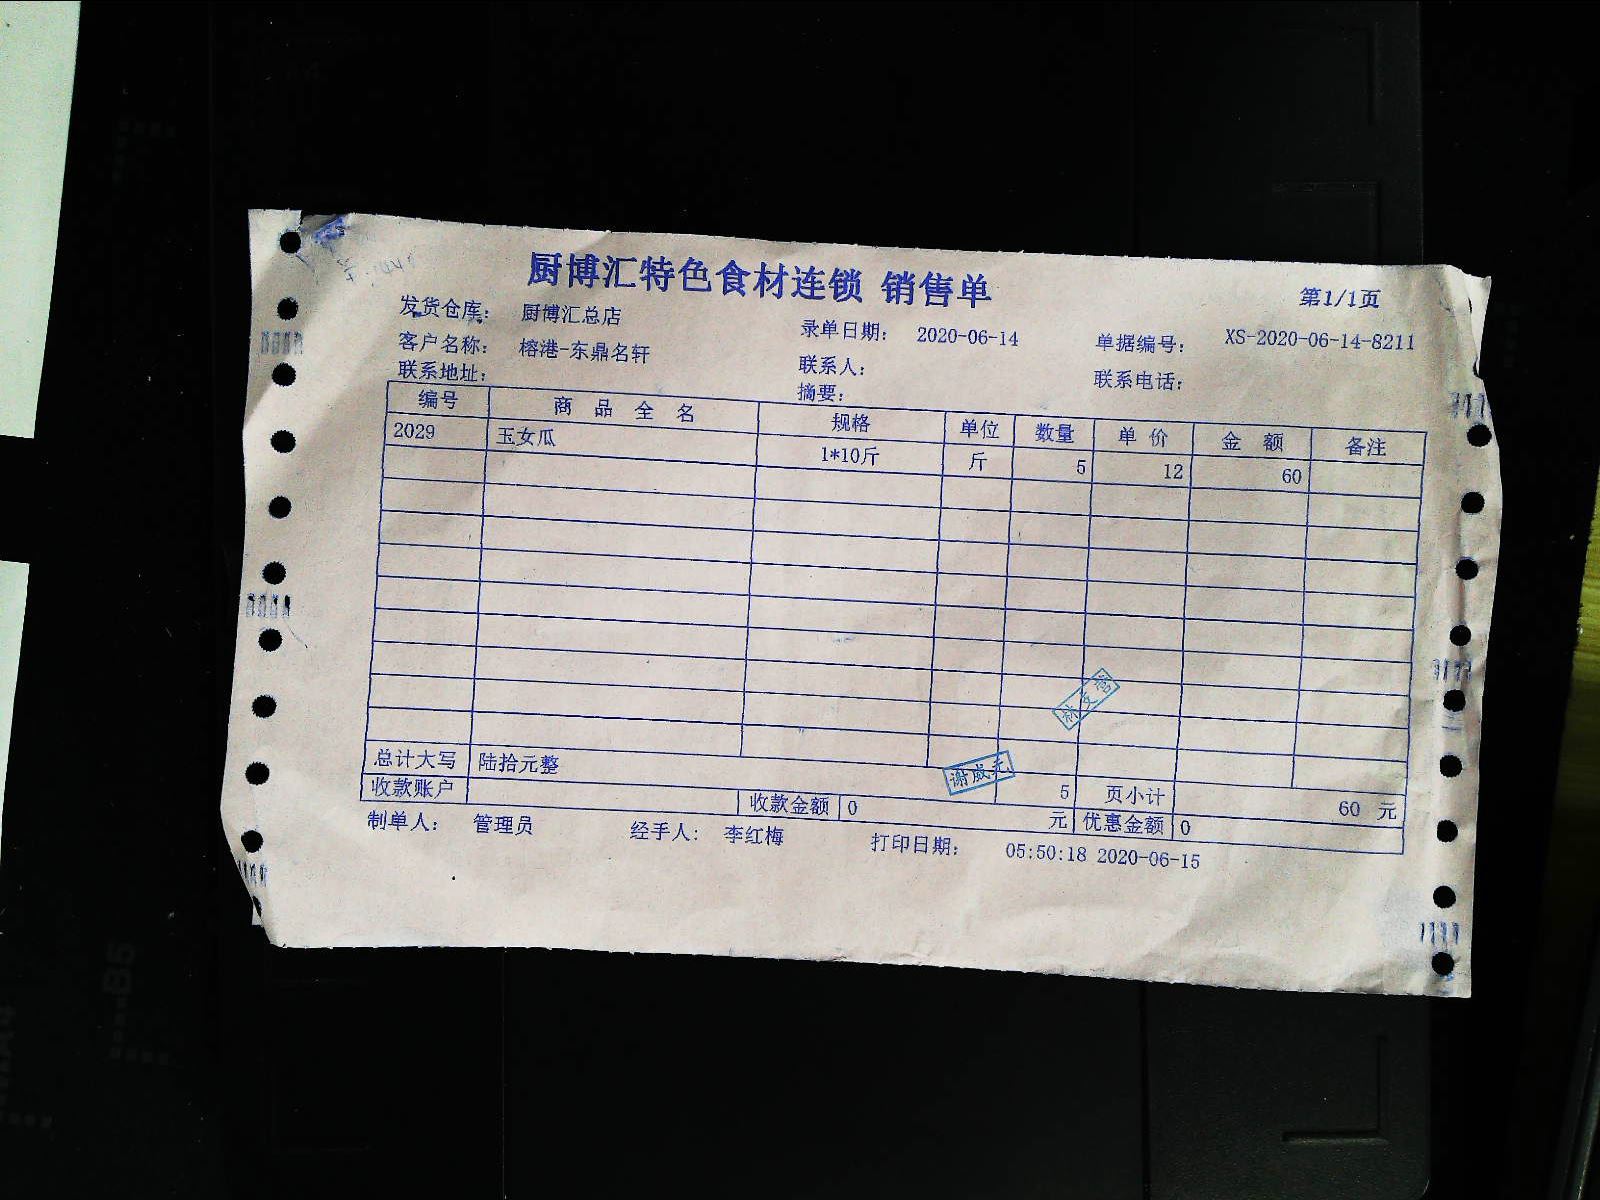 厨博汇特色食材连锁 销售单
第1/1页
发货仓库： 厨博汇总店 录单日期： 2020-06-14 单据编号： XS-2020-06-14-8211
客户名称： 榕港-东鼎名轩 联系人： 联系电话：
联系地址： 摘要：
编号 商品全名 规格 单位 数量 单价 金额 备注
2029 玉女瓜 1*10斤 斤 5 12 60
林文富
谢威元
总计大写 陆拾元整 5 页小计 60 元
收款账户 收款金额 0 元 优惠金额 0
制单人： 管理员 经手人： 李红梅 打印日期： 05:50:18 2020-06-15
B5